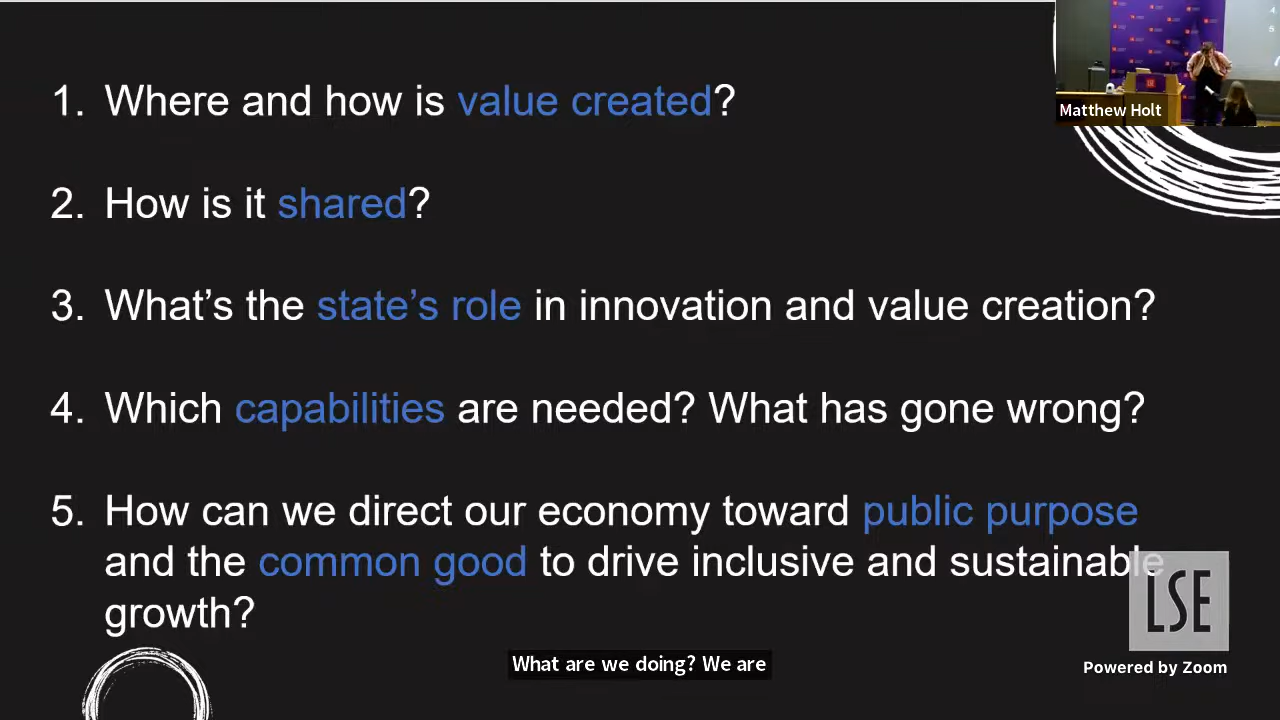 1. Where and how is value created?
Matthew Holt
2. How is it shared?
3. What's the state's role in innovation and value creation?
4. Which capabilities are needed? What has gone wrong?
5. How can we direct our economy toward public purpose
and the common good to drive inclusive and sustainable
growth?
LSE
What are we doing? We are
Powered by Zoom